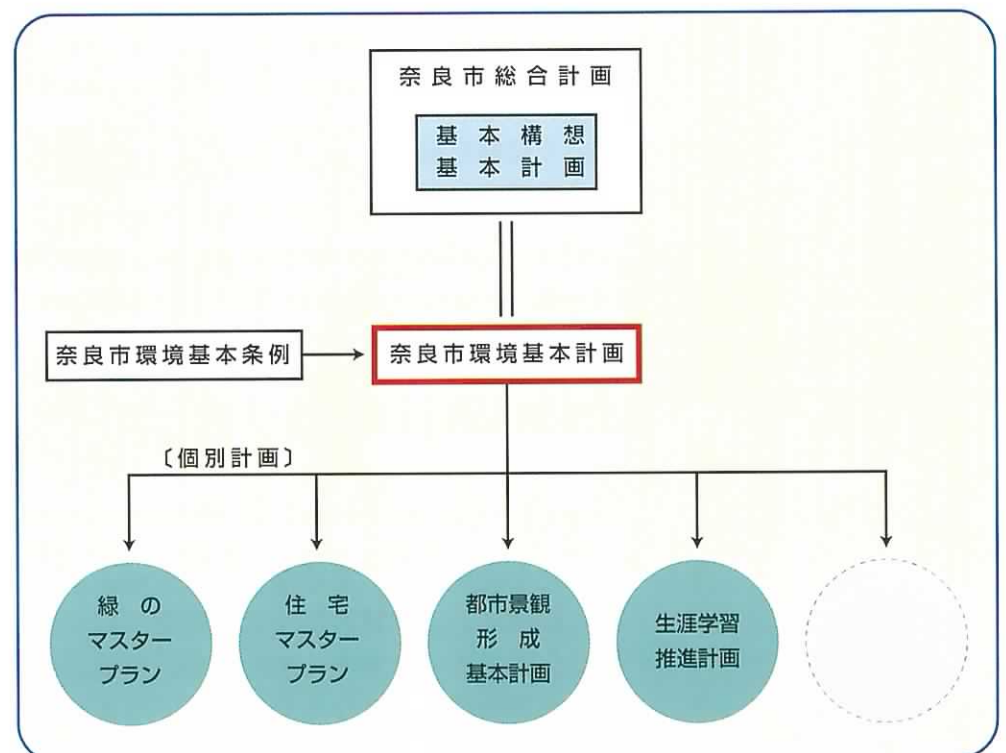 奈良市総合計画
基本構想
基本計画
奈良市環境基本条例
奈良市環境基本計画
〔個別計画〕
緑の
マスター
プラン
住宅
マスター
プラン
都市景観
形成
基本計画
生涯学習
推進計画